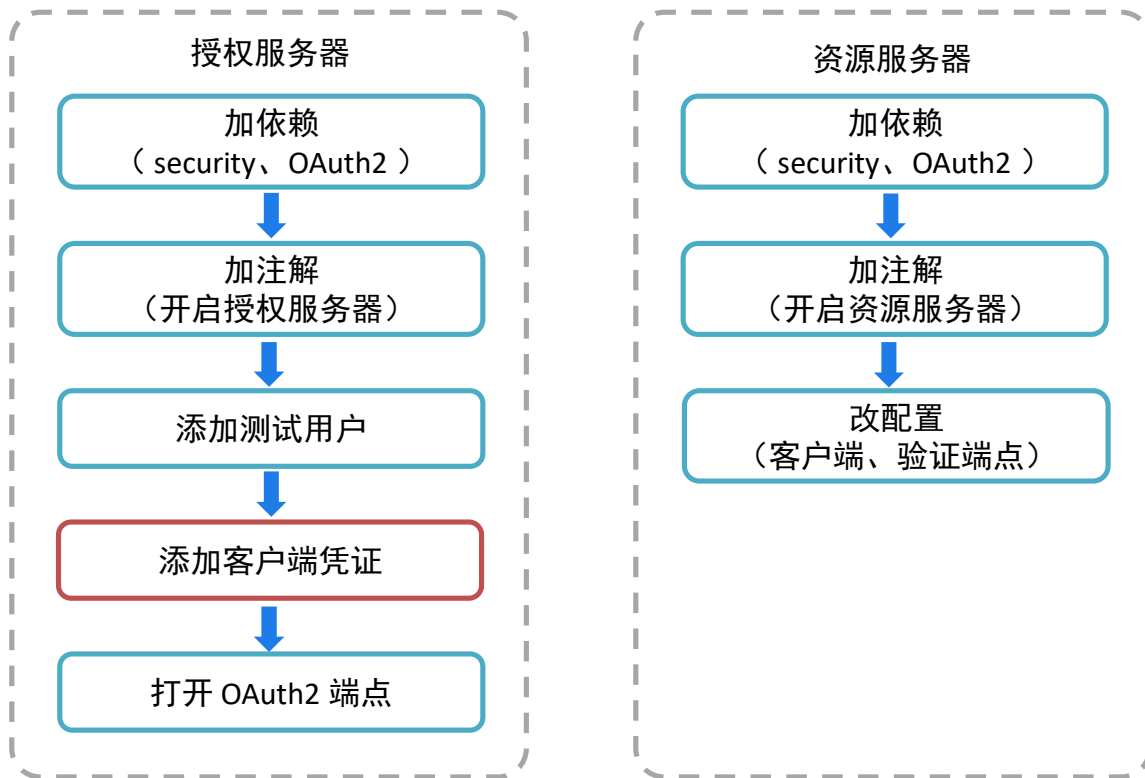 授权服务器
加依赖
（ security、OAuth2 ）
加注解
（开启授权服务器）
添加测试用户
添加客户端凭证
打开 OAuth2 端点
资源服务器
加依赖
（ security、OAuth2 ）
加注解
（开启资源服务器）
改配置
（客户端、验证端点）